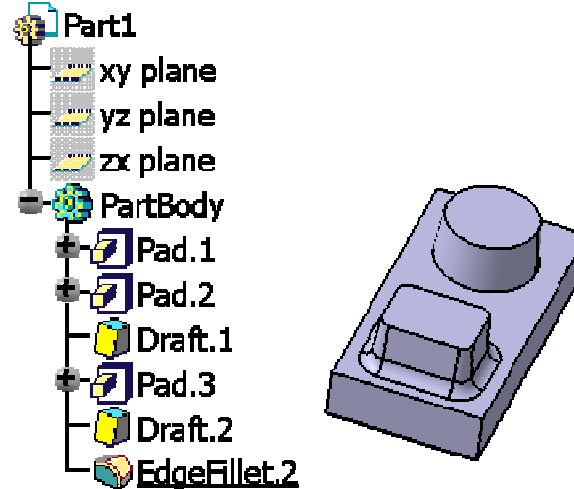 Part1
xy plane
yz plane
zx plane
PartBody
Pad.1
Pad.2
Draft.1
Pad.3
Draft.2
EdgeFillet.2